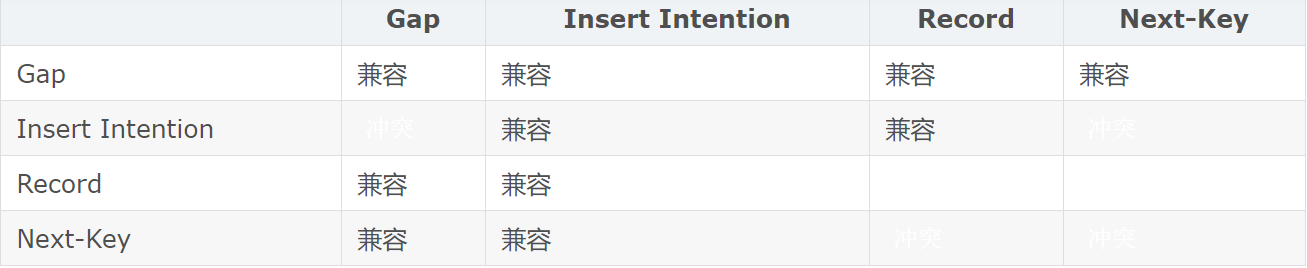 Gap Insert Intention Record Next-Key
Gap 兼容 兼容 兼容 兼容
Insert Intention 冲突 兼容 兼容 冲突
Record 兼容 兼容
Next-Key 兼容 兼容 冲突 冲突